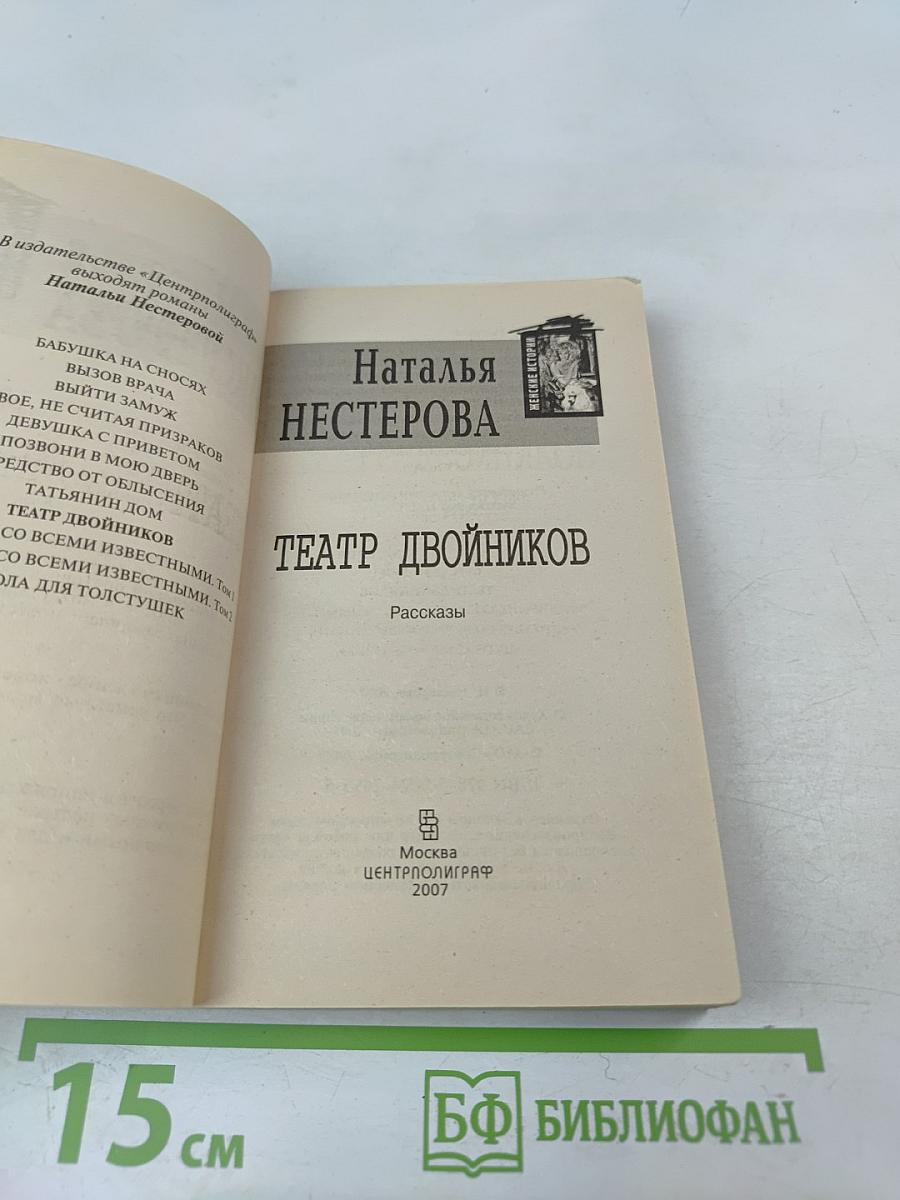 В издательстве «Центрполиграф»
выходят романы
Натальи Нестеровой
БАБУШКА НА СНОСЯХ
ВЫЗОВ ВРАЧА
ВЫЙТИ ЗАМУЖ
ВОЕ, НЕ СЧИТАЯ ПРИЗРАКОВ
ДЕВУШКА С ПРИВЕТОМ
ПОЗВОНИ В МОЮ ДВЕРЬ
РЕДСТВО ОТ ОБЛЫСЕНИЯ
ТАТЬЯНИН ДОМ
ТЕАТР ДВОЙНИКОВ
СО ВСЕМИ ИЗВЕСТНЫМИ. Том 1
СО ВСЕМИ ИЗВЕСТНЫМИ. Том 2
ОЛА ДЛЯ ТОЛСТУШЕК
Наталья
НЕСТЕРОВА
ЖЕНСКИЕ ИСТОРИИ
ТЕАТР ДВОЙНИКОВ
Рассказы
Москва
ЦЕНТРПОЛИГРАФ
2007
15 см
БФ БИБЛИОФАН